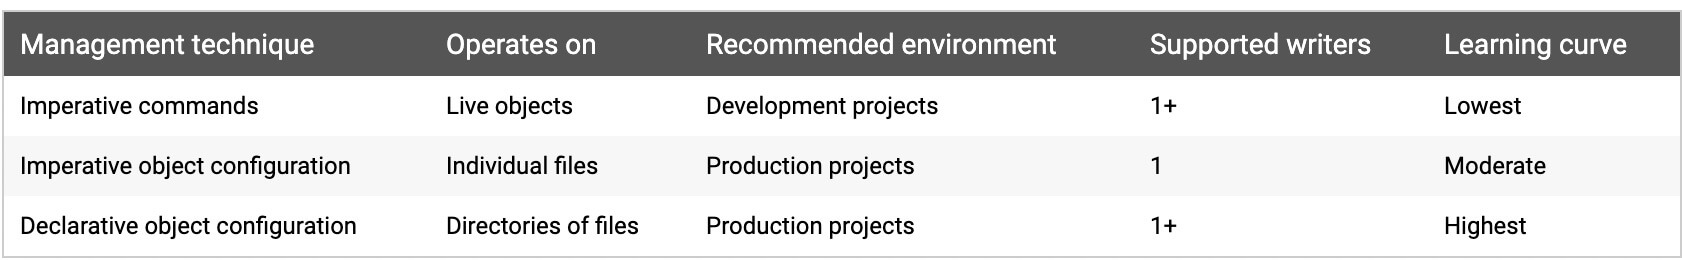 Management technique Operates on Recommended environment Supported writers Learning curve
Imperative commands Live objects Development projects 1+ Lowest
Imperative object configuration Individual files Production projects 1 Moderate
Declarative object configuration Directories of files Production projects 1+ Highest